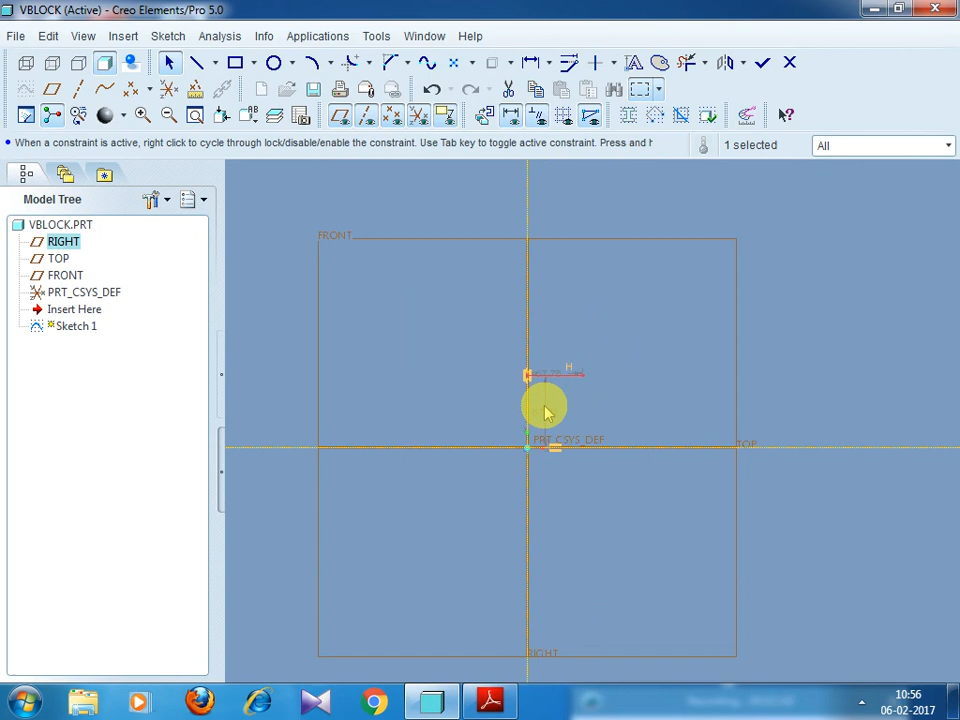 VBLOCK (Active) - Creo Elements/Pro 5.0
File Edit View Insert Sketch Analysis Info Applications Tools Window Help
When a constraint is active, right click to cycle through lock/disable/enable the constraint. Use Tab key to toggle active constraint. Press and h
1 selected
All
Model Tree
VBLOCK.PRT
RIGHT
TOP
FRONT
PRT_CSYS_DEF
Insert Here
Sketch 1
FRONT
H
PRT_CSYS_DEF
TOP
RIGHT
10:56
06-02-2017